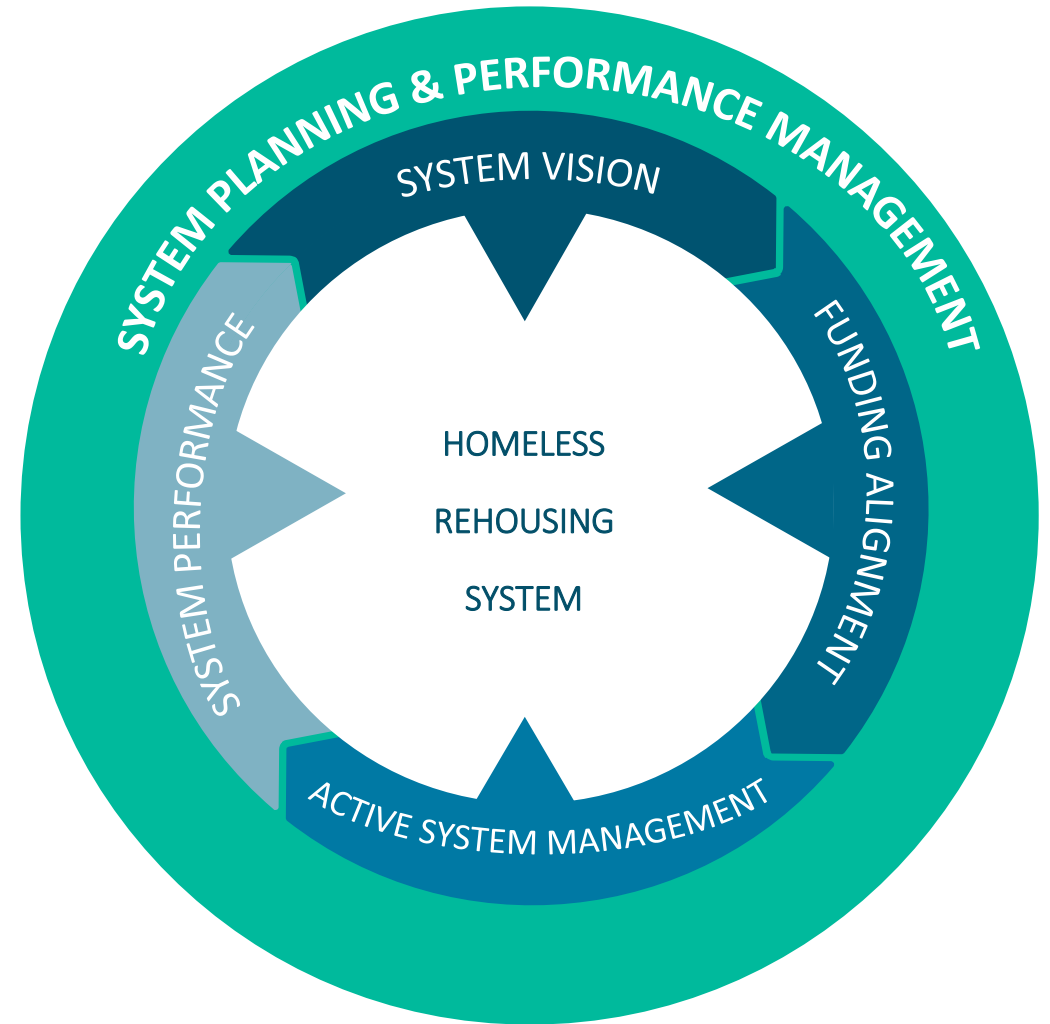 SYSTEM PLANNING & PERFORMANCE MANAGEMENT
SYSTEM VISION
FUNDING ALIGNMENT
ACTIVE SYSTEM MANAGEMENT
SYSTEM PERFORMANCE
HOMELESS
REHOUSING
SYSTEM